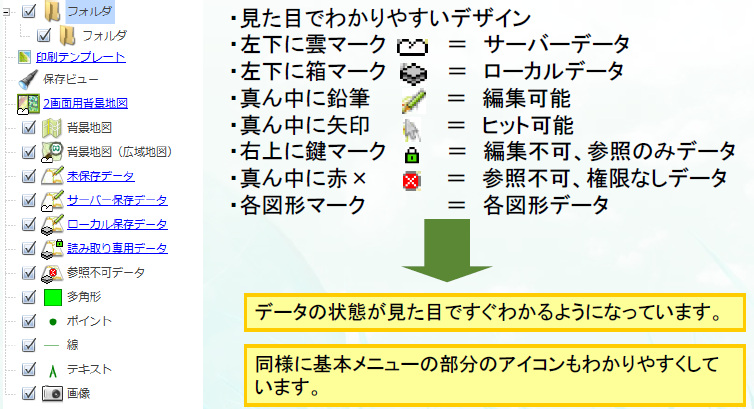 フォルダ
フォルダ
印刷テンプレート
保存ビュー
2画面用背景地図
背景地図
背景地図（広域地図）
未保存データ
サーバー保存データ
ローカル保存データ
読み取り専用データ
参照不可データ
多角形
ポイント
線
テキスト
画像
・見た目でわかりやすいデザイン
・左下に雲マーク ＝ サーバーデータ
・左下に箱マーク ＝ ローカルデータ
・真ん中に鉛筆 ＝ 編集可能
・真ん中に矢印 ＝ ヒット可能
・右上に鍵マーク ＝ 編集不可、参照のみデータ
・真ん中に赤× ＝ 参照不可、権限なしデータ
・各図形マーク ＝ 各図形データ
データの状態が見た目ですぐわかるようになっています。
同様に基本メニューの部分のアイコンもわかりやすくして
います。